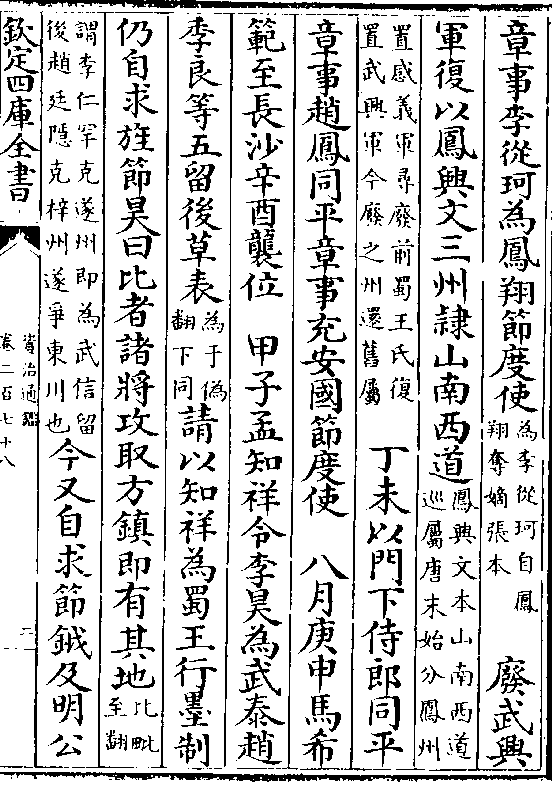 章事李從珂為鳳翔節度使為李從珂自鳳翔奪嫡張本　廢武興
軍復以鳳興文三州隷山南西道鳳興文本山南西道巡屬唐末始分鳳州
置感義軍尋廢前蜀王氏復置武興軍今廢之州還舊屬　丁未以門下侍郎同平
章事趙鳳同平章事充安國節度使　八月庚申馬希
範至長沙辛酉襲位　甲子孟知祥令李昊為武泰趙
季良等五留後草表為于偽翻下同請以知祥為蜀王行墨制
仍自求旌節昊曰比者諸將攻取方鎮即有其地比毗至翻
謂李仁罕克遂州即為武信留後趙廷隱克梓州遂爭東川也今又自求節鉞及明公
欽定四庫全書
資治通鑑
卷二百七十八
二